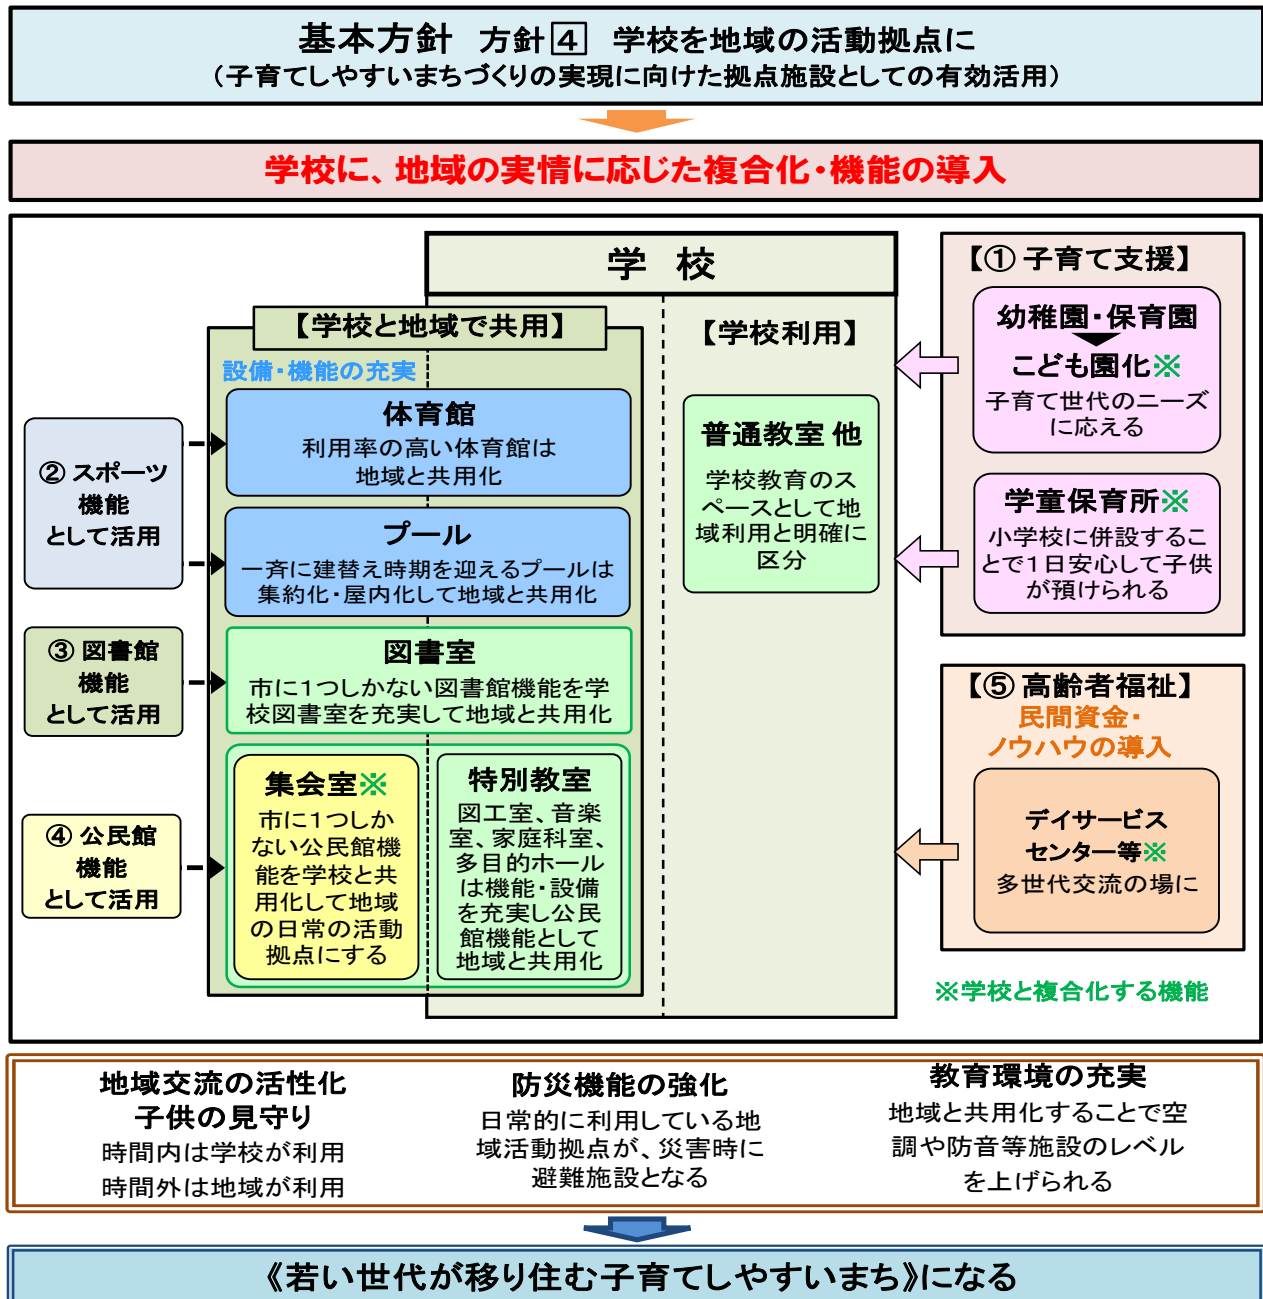 基本方針 方針4 学校を地域の活動拠点に
(子育てしやすいまちづくりの実現に向けた拠点施設としての有効活用)
学校に、地域の実情に応じた複合化・機能の導入
学 校
【学校と地域で共用】
設備・機能の充実
② スポーツ
機能
として活用
体育館
利用率の高い体育館は
地域と共用化
プール
一斉に建替え時期を迎えるプールは
集約化・屋内化して地域と共用化
③ 図書館
機能
として活用
図書室
市に1つしかない図書館機能を学
校図書室を充実して地域と共用化
④ 公民館
機能
として活用
集会室※
市に1つしか
ない公民館機
能を学校と共
用化して地域
の日常の活動
拠点にする
特別教室
図工室、音楽
室、家庭科室、
多目的ホール
は機能・設備
を充実し公民
館機能として
地域と共用化
【学校利用】
普通教室 他
学校教育のス
ペースとして地
域利用と明確に
区分
【① 子育て支援】
幼稚園・保育園
こども園化※
子育て世代のニーズ
に応える
学童保育所※
小学校に併設するこ
とで1日安心して子供
が預けられる
【⑤ 高齢者福祉】
民間資金・
ノウハウの導入
デイサービス
センター等※
多世代交流の場に
※学校と複合化する機能
地域交流の活性化
子供の見守り
時間内は学校が利用
時間外は地域が利用
防災機能の強化
日常的に利用している地
域活動拠点が、災害時に
避難施設となる
教育環境の充実
地域と共用化することで空
調や防音等施設のレベル
を上げられる
《若い世代が移り住む子育てしやすいまち》になる